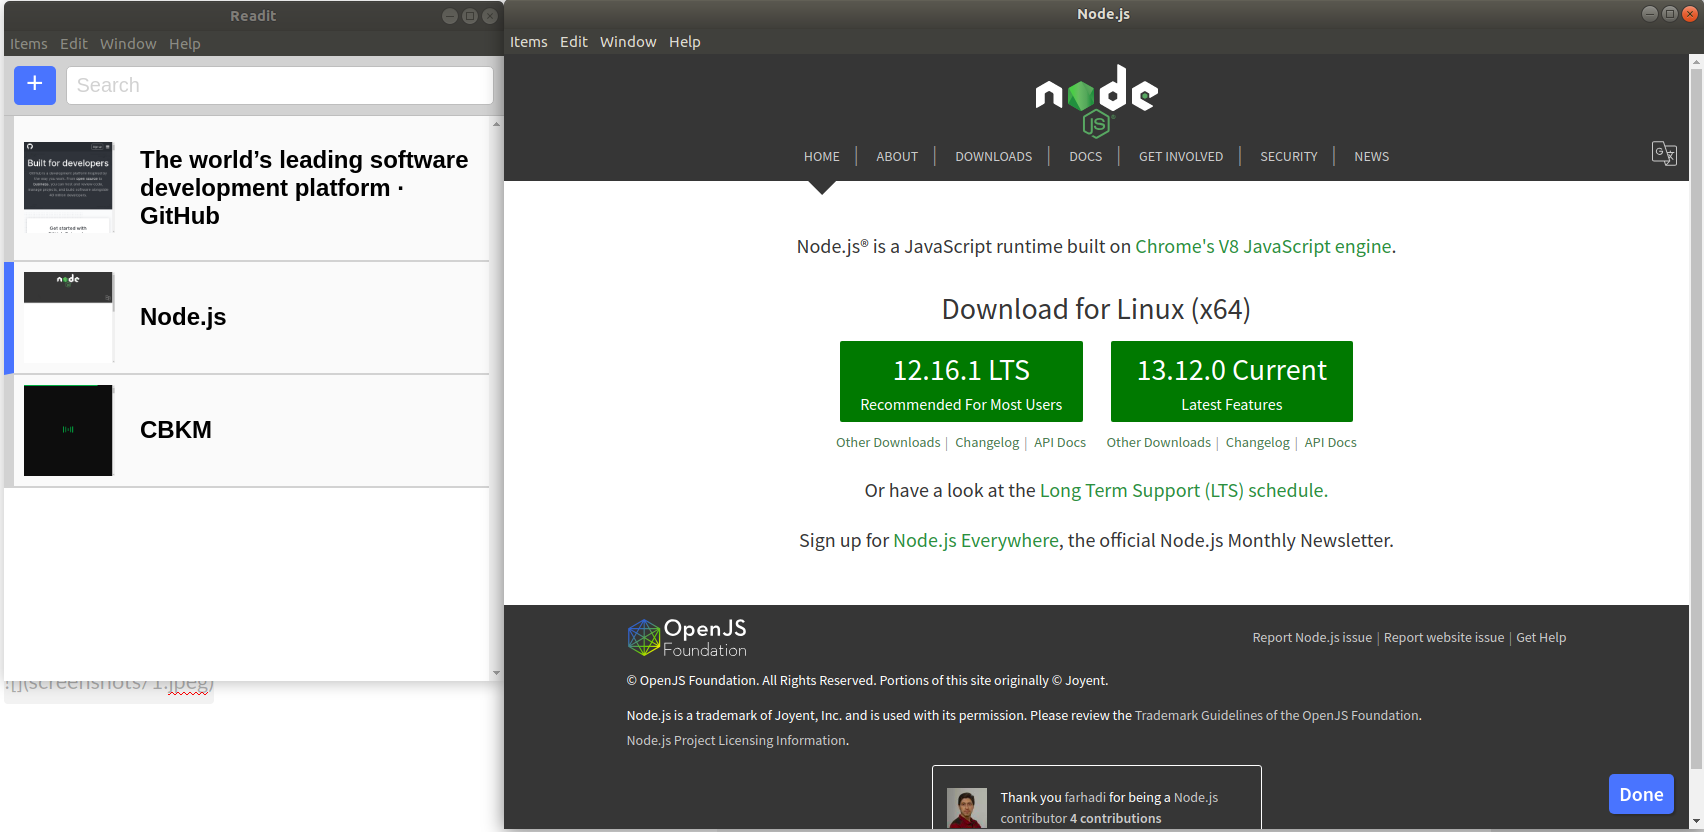 Readit
Items Edit Window Help
+
Search
Built for developers
Get started with
The world’s leading software
development platform ·
GitHub
node
Node.js
CBKM
![](screenshots/ 1.jpeg)
Node.js
Items Edit Window Help
node
JS
HOME | ABOUT | DOWNLOADS | DOCS | GET INVOLVED | SECURITY | NEWS
Node.js® is a JavaScript runtime built on Chrome's V8 JavaScript engine.
Download for Linux (x64)
12.16.1 LTS
Recommended For Most Users
13.12.0 Current
Latest Features
Other Downloads | Changelog | API Docs
Other Downloads | Changelog | API Docs
Or have a look at the Long Term Support (LTS) schedule.
Sign up for Node.js Everywhere, the official Node.js Monthly Newsletter.
OpenJS
Foundation
Report Node.js issue | Report website issue | Get Help
© OpenJS Foundation. All Rights Reserved. Portions of this site originally © Joyent.
Node.js is a trademark of Joyent, Inc. and is used with its permission. Please review the Trademark Guidelines of the OpenJS Foundation.
Node.js Project Licensing Information.
Thank you farhadi for being a Node.js
contributor 4 contributions
Done